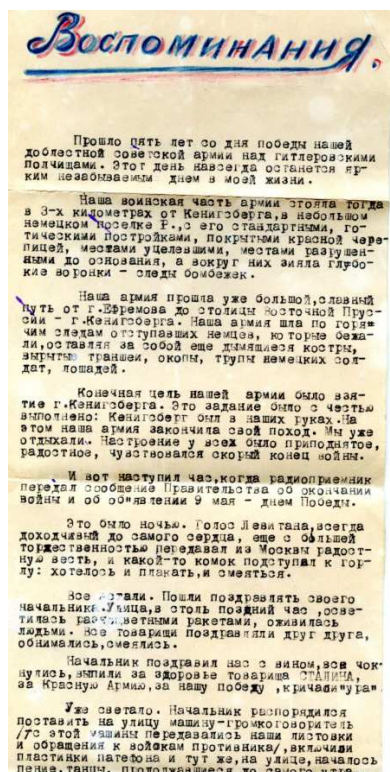 Воспоминания.
Прошло пять лет со дня победы нашей
доблестной советской армии над гитлеровскими
полчищами. Этот день навсегда останется яр-
ким незабываемым днем в моей жизни.
Наша воинская часть армии стояла тогда
в 3-х километрах от Кенигсберга, в небольшом
немецком поселке Р., с его стандартными, го-
тическими постройками, покрытыми красной чере-
пицей, местами уцелевшими, местами разрушен-
ными до основания, а вокруг них зияла глубо-
кие воронки - следы бомбежек.
Наша армия прошла уже большой, славный
путь от г.Ефремова до столицы Восточной Прус-
сии - г.Кенигсберга. Наша армия шла по горя-
чим следам отступавших немцев, которые бежа-
ли, оставляя за собой еще дымящиеся костры,
вырытые траншеи, окопы, трупы немецких сол-
дат, лошадей.
Конечная цель нашей армии было взя-
тие г.Кенигсберга. Это задание было с честью
выполнено: Кенигсберг был в наших руках. На
этом наша армия закончила свой поход. Мы уже
отдыхали. Настроение у всех было приподнятое,
радостное, чувствовался скорый конец войны.
И вот наступил час, когда радиоприемник
передал сообщение Правительства об окончании
войны и об об"явлении 9 мая - днем Победы.
Это было ночью. Голос Левитана, всегда
доходчивый до самого сердца, еще с большей
торжественностью передавал из Москвы радост-
ную весть, и какой-то комок подступал к гор-
лу: хотелось и плакать, и смеяться.
Все встали. Пошли поздравлять своего
начальника. Улица, в столь поздний час, осве-
тилась разноцветными ракетами, оживилась
людьми. Все товарищи поздравляли друг друга,
обнимались, смеялись.
Начальник поздравил нас с вином, все чок-
нулись, выпили за здоровье товарища СТАЛИНА,
за Красную Армию, за нашу победу, кричали "ура".
Уже светало. Начальник распорядился
поставить на улицу машину-громкоговоритель
/с этой машины передавались наши листовки
и обращения к войскам противника/, включили
пластинки патефона и тут же, на улице, началось
пение, танцы, продолжавшиеся до самого утра.